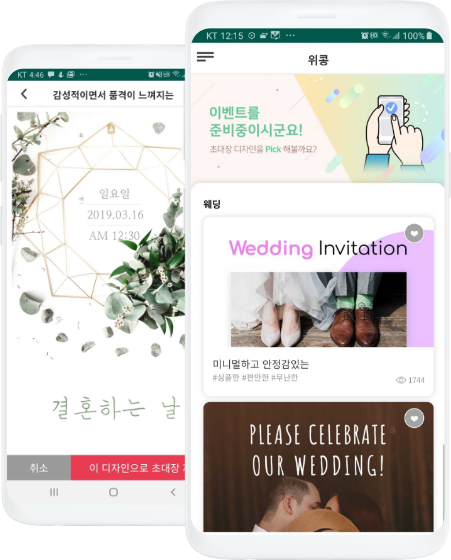 KT 4:46
감성적이면서 품격이 느껴지는
일요일
2019.03.16
AM 12:30
결혼하는 날
취소
이 디자인으로 초대장
KT 12:15
100%
위콩
이벤트를
준비중이시군요!
초대장 디자인을 Pick 해볼까요?
웨딩
Wedding Invitation
미니멀하고 안정감있는
#심플한 #편안한 #무난한
1744
PLEASE CELEBRATE
OUR WEDDING!